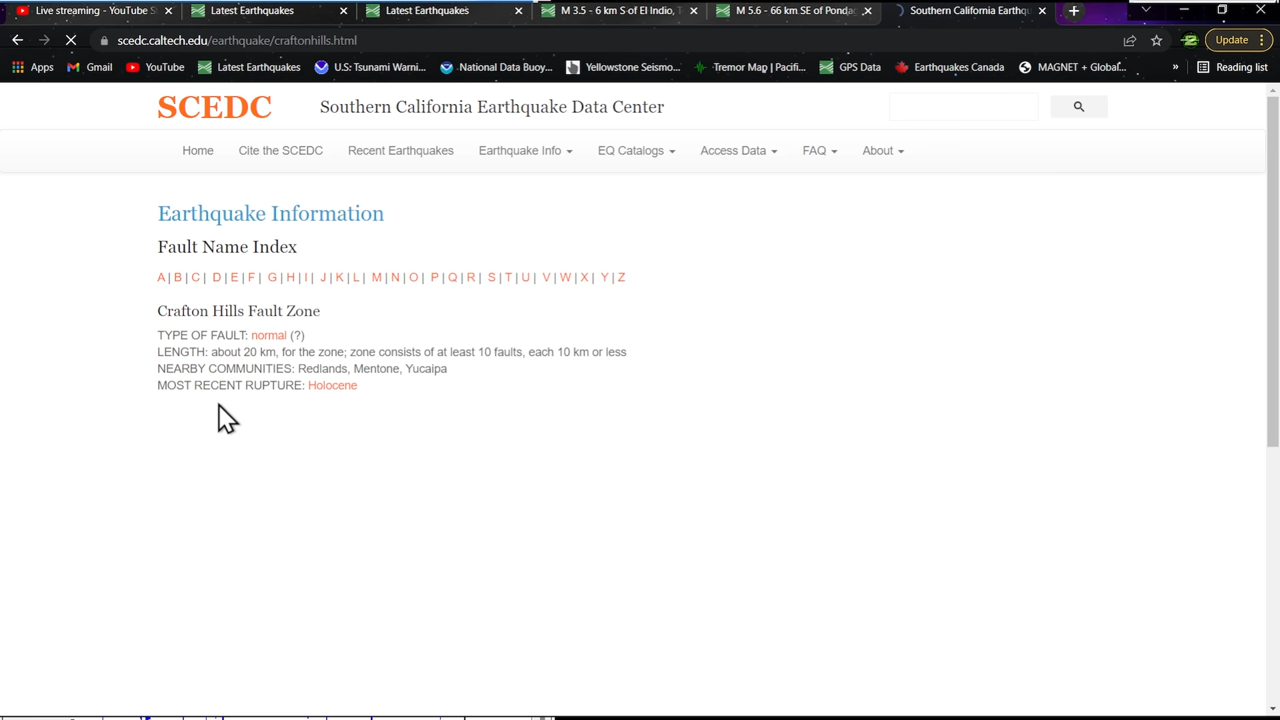 Live streaming - YouTube S
Latest Earthquakes
Latest Earthquakes
M 3.5 - 6 km S of El Indio, T
M 5.6 - 66 km SE of Pondag
Southern California Earthqu
scedc.caltech.edu/earthquake/craftonhills.html
Update
Apps
Gmail
YouTube
Latest Earthquakes
U.S. Tsunami Warni...
National Data Buoy...
Yellowstone Seismo...
Tremor Map | Pacifi...
GPS Data
Earthquakes Canada
MAGNET + Global...
»
Reading list
SCEDC
Southern California Earthquake Data Center
Home
Cite the SCEDC
Recent Earthquakes
Earthquake Info
EQ Catalogs
Access Data
FAQ
About
Earthquake Information
Fault Name Index
A | B | C | D | E | F | G | H | I | J | K | L | M | N | O | P | Q | R | S | T | U | V | W | X | Y | Z
Crafton Hills Fault Zone
TYPE OF FAULT: normal (?)
LENGTH: about 20 km, for the zone; zone consists of at least 10 faults, each 10 km or less
NEARBY COMMUNITIES: Redlands, Mentone, Yucaipa
MOST RECENT RUPTURE: Holocene